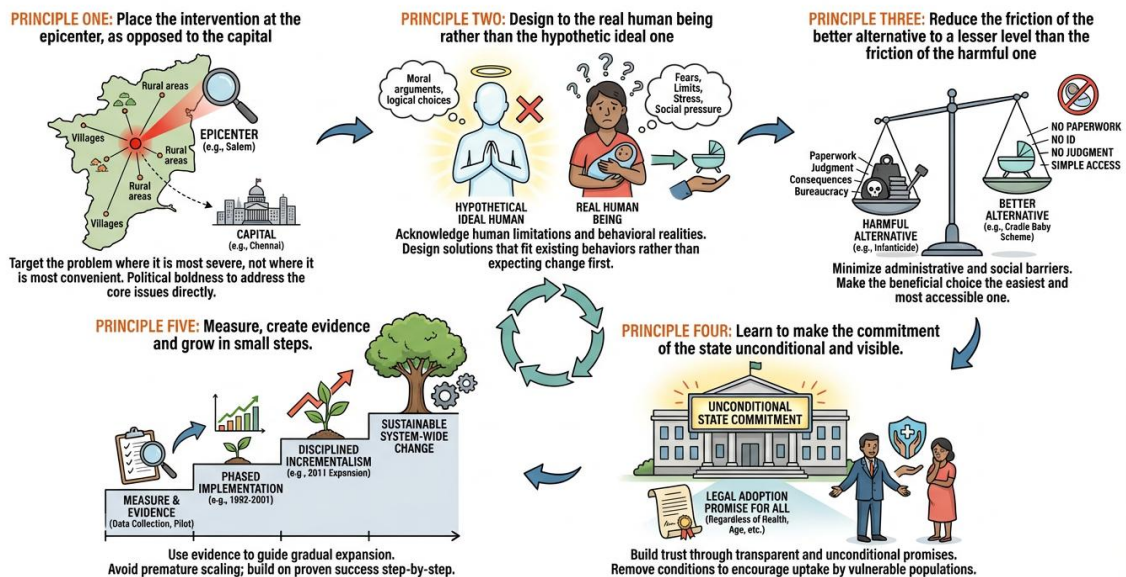 PRINCIPLE ONE: Place the intervention at the
epicenter, as opposed to the capital
Rural areas
Villages
EPICENTER
(e.g., Salem)
Rural
areas
Rural
areas
Villages
CAPITAL
(e.g., Chennai)
Target the problem where it is most severe, not where it
is most convenient. Political boldness to address the
core issues directly.
PRINCIPLE TWO: Design to the real human being
rather than the hypothetic ideal one
Moral
arguments,
logical choices
Fears,
Limits,
Stress,
Social pressure
HYPOTHETICAL
IDEAL HUMAN
REAL HUMAN
BEING
Acknowledge human limitations and behavioral realities.
Design solutions that fit existing behaviors rather than
expecting change first.
PRINCIPLE THREE: Reduce the friction of the
better alternative to a lesser level than the
friction of the harmful one
Paperwork
Judgment
Consequences
Bureaucracy
HARMFUL
ALTERNATIVE
(e.g., Infanticide)
NO PAPERWORK
NO ID
NO JUDGMENT
SIMPLE ACCESS
BETTER
ALTERNATIVE
(e.g., Cradle Baby
Scheme)
Minimize administrative and social barriers.
Make the beneficial choice the easiest and
most accessible one.
PRINCIPLE FOUR: Learn to make the commitment
of the state unconditional and visible.
UNCONDITIONAL
STATE COMMITMENT
LEGAL ADOPTION
PROMISE FOR ALL
(Regardless of Health,
Age, etc.)
Build trust through transparent and unconditional promises.
Remove conditions to encourage uptake by vulnerable populations.
PRINCIPLE FIVE: Measure, create evidence
and grow in small steps.
MEASURE &
EVIDENCE
(Data Collection, Pilot)
PHASED
IMPLEMENTATION
(e.g., 1992-2001)
DISCIPLINED
INCREMENTALISM
(e.g., 2011 Expansion)
SUSTAINABLE
SYSTEM-WIDE
CHANGE
Use evidence to guide gradual expansion.
Avoid premature scaling; build on proven success step-by-step.